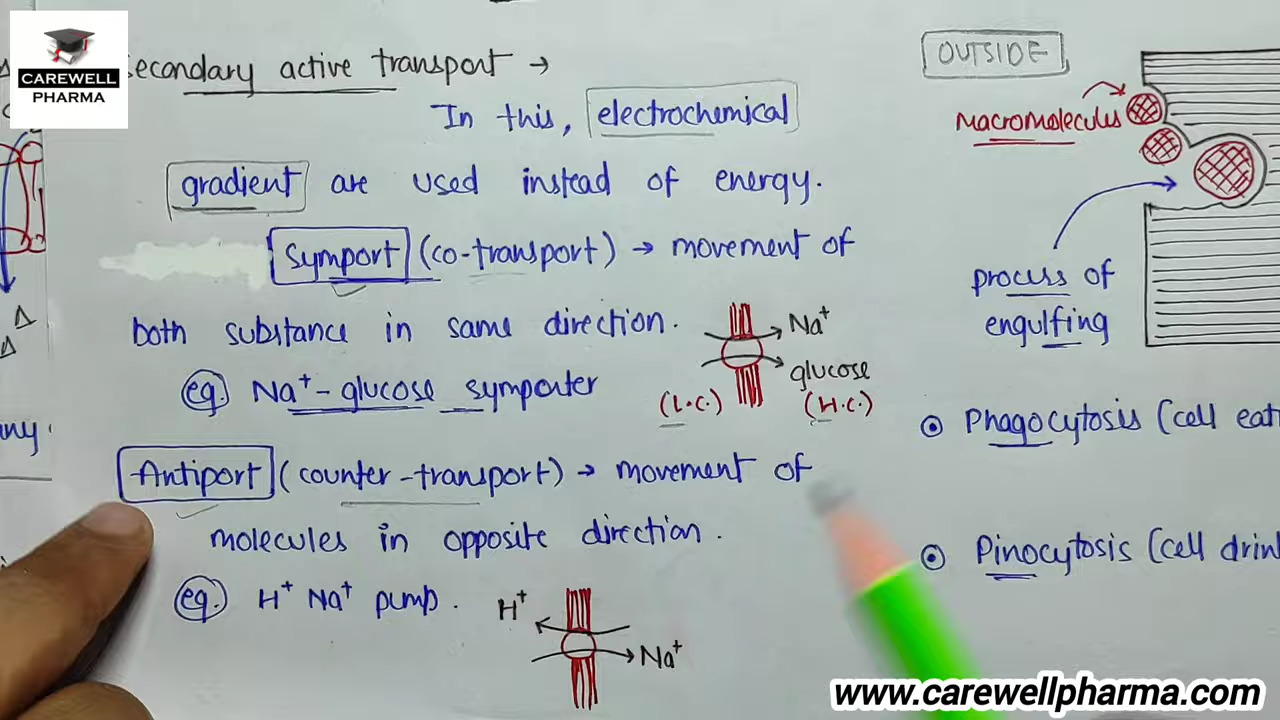 CAREWELL
PHARMA
secondary active transport →
In this, electrochemical
gradient are used instead of energy.
Symport (co-transport) → movement of
both substance in same direction.
eg. Na+ - glucose symporter
Na+
glucose
(L.C.) (H.C.)
Antiport (counter-transport) → movement of
molecules in opposite direction.
eg. H+ Na+ pump.
H+
Na+
OUTSIDE
Macromolecules
process of
engulfing
Phagocytosis (cell eat
Pinocytosis (cell drin
www.carewellpharma.com